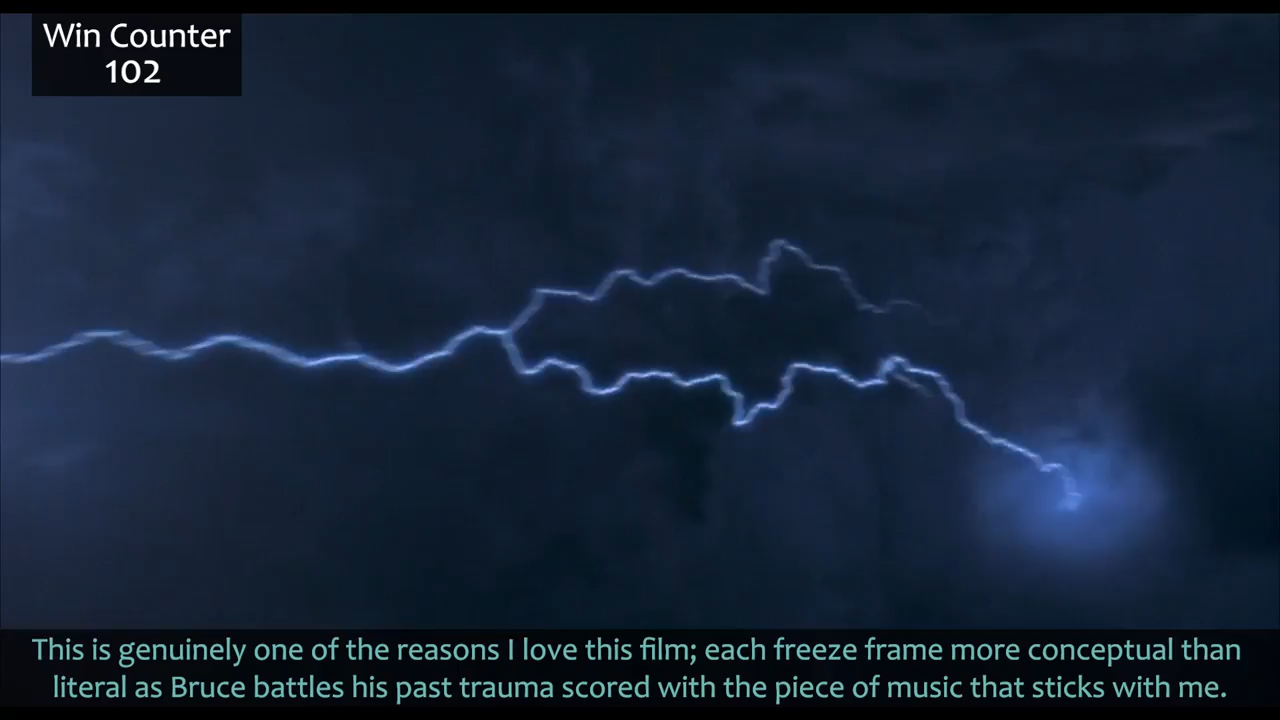 Win Counter
102
This is genuinely one of the reasons I love this film; each freeze frame more conceptual than
literal as Bruce battles his past trauma scored with the piece of music that sticks with me.